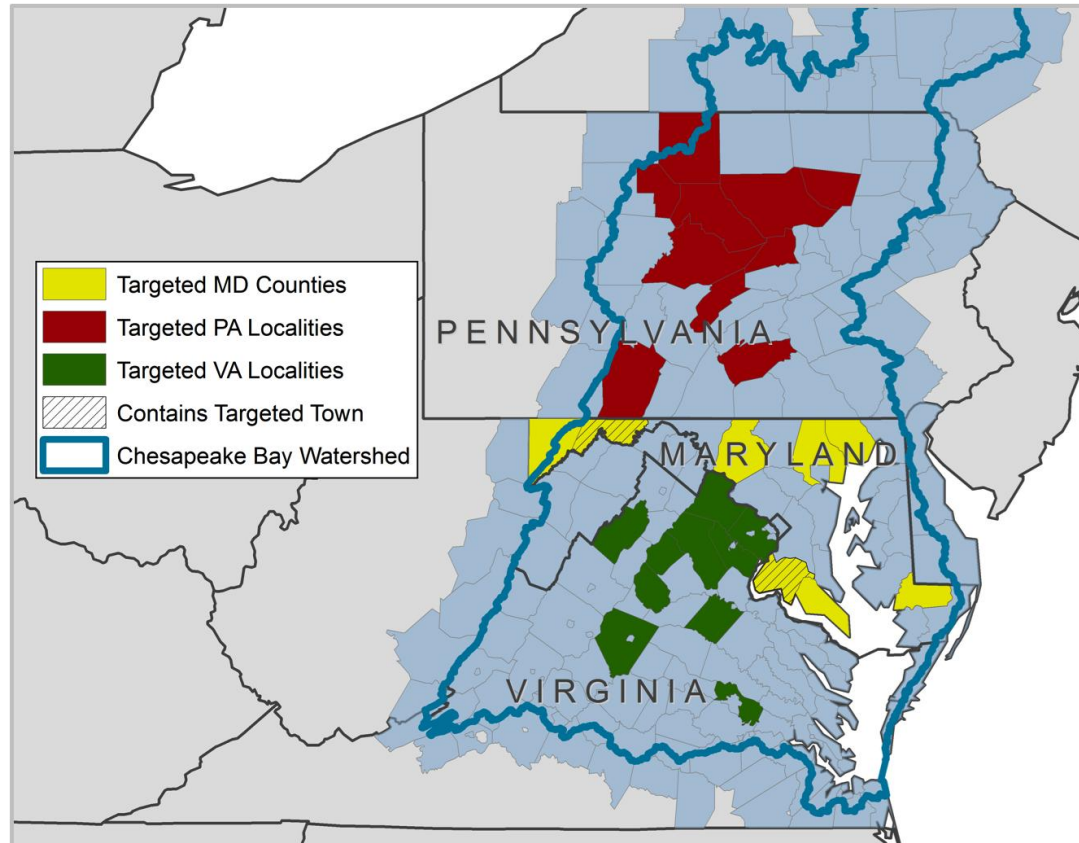 Targeted MD Counties
Targeted PA Localities
Targeted VA Localities
Contains Targeted Town
Chesapeake Bay Watershed
PENNSYLVANIA
MARYLAND
VIRGINIA